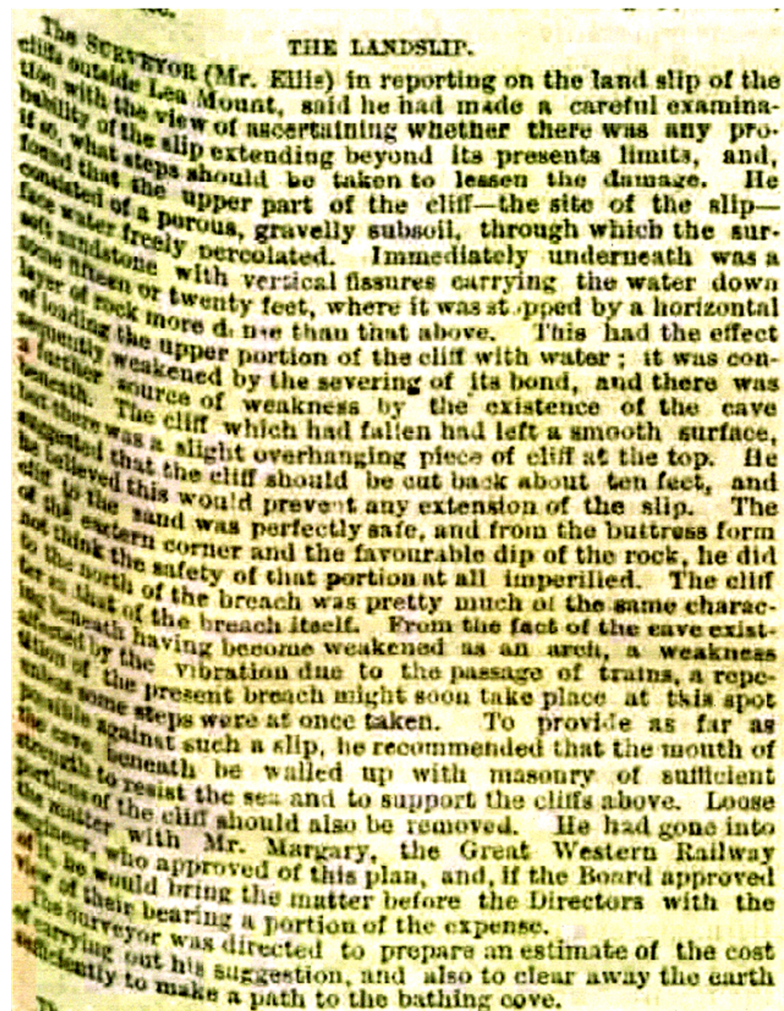 THE LANDSLIP.
The SURVEYOR (Mr. Ellis) in reporting on the land slip of the
cliffs outside Lea Mount, said he had made a careful examina-
tion with the view of ascertaining whether there was any pro-
bability of the slip extending beyond its presents limits, and,
if so, what steps should be taken to lessen the damage. He
found that the upper part of the cliff—the site of the slip—
consisted of a porous, gravelly subsoil, through which the sur-
face water freely percolated. Immediately underneath was a
soft sandstone with vertical fissures carrying the water down
some fifteen or twenty feet, where it was st pped by a horizontal
layer of rock more d nse than that above. This had the effect
of loading the upper portion of the cliff with water; it was con-
sequently weakened by the severing of its bond, and there was
a further source of weakness by the existence of the cave
beneath. The cliff which had fallen had left a smooth surface,
but there was a slight overhanging piece of cliff at the top. He
suggested that the cliff should be cut back about ten feet, and
he believed this would prevent any extension of the slip. The
cliff to the sand was perfectly safe, and from the buttress form
of the eastern corner and the favourable dip of the rock, he did
not think the safety of that portion at all imperilled. The cliff
to the north of the breach was pretty much of the same charac-
ter as that of the breach itself. From the fact of the cave exist-
ing beneath having become weakened as an arch, a weakness
affected by the vibration due to the passage of trains, a repe-
tition of the present breach might soon take place at this spot
unless some steps were at once taken. To provide as far as
possible against such a slip, he recommended that the mouth of
the cave beneath be walled up with masonry of sufficient
strength to resist the sea and to support the cliffs above. Loose
portions of the cliff should also be removed. He had gone into
the matter with Mr. Margary, the Great Western Railway
engineer, who approved of this plan, and, if the Board approved
of it, he would bring the matter before the Directors with the
view of their bearing a portion of the expense.
The surveyor was directed to prepare an estimate of the cost
of carrying out his suggestion, and also to clear away the earth
sufficiently to make a path to the bathing cove.